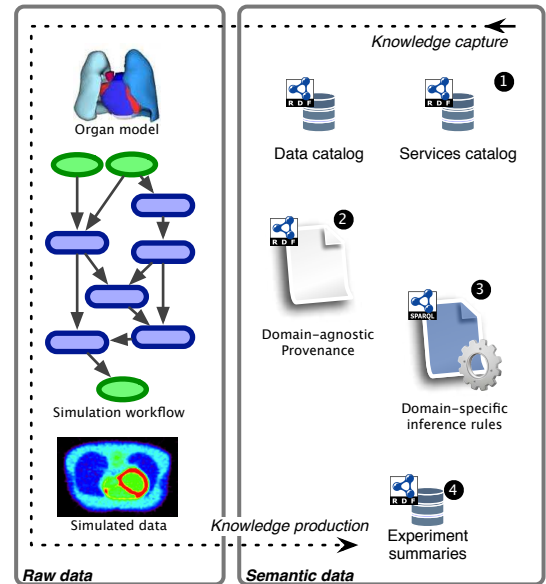 Knowledge capture
Organ model
RDF
RDF
1
Data catalog
Services catalog
RDF
2
Domain-agnostic
Provenance
SPARQL
3
Domain-specific
inference rules
Simulation workflow
Simulated data
RDF
4
Knowledge production
Experiment
summaries
Raw data
Semantic data